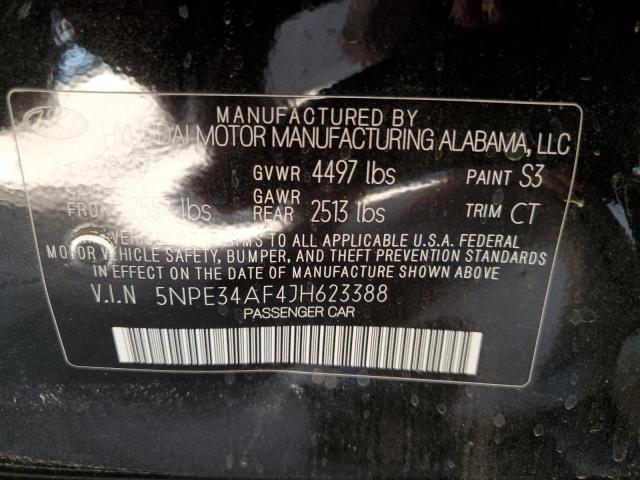 MANUFACTURED BY
HYUNDAI MOTOR MANUFACTURING ALABAMA, LLC
GVWR 4497 lbs PAINT S3
FRONT lbs GAWR REAR 2513 lbs TRIM CT
TO ALL APPLICABLE U.S.A. FEDERAL
MOTOR VEHICLE SAFETY, BUMPER, AND THEFT PREVENTION STANDARDS
IN EFFECT ON THE DATE OF MANUFACTURE SHOWN ABOVE.
V.I.N 5NPE34AF4JH623388
PASSENGER CAR